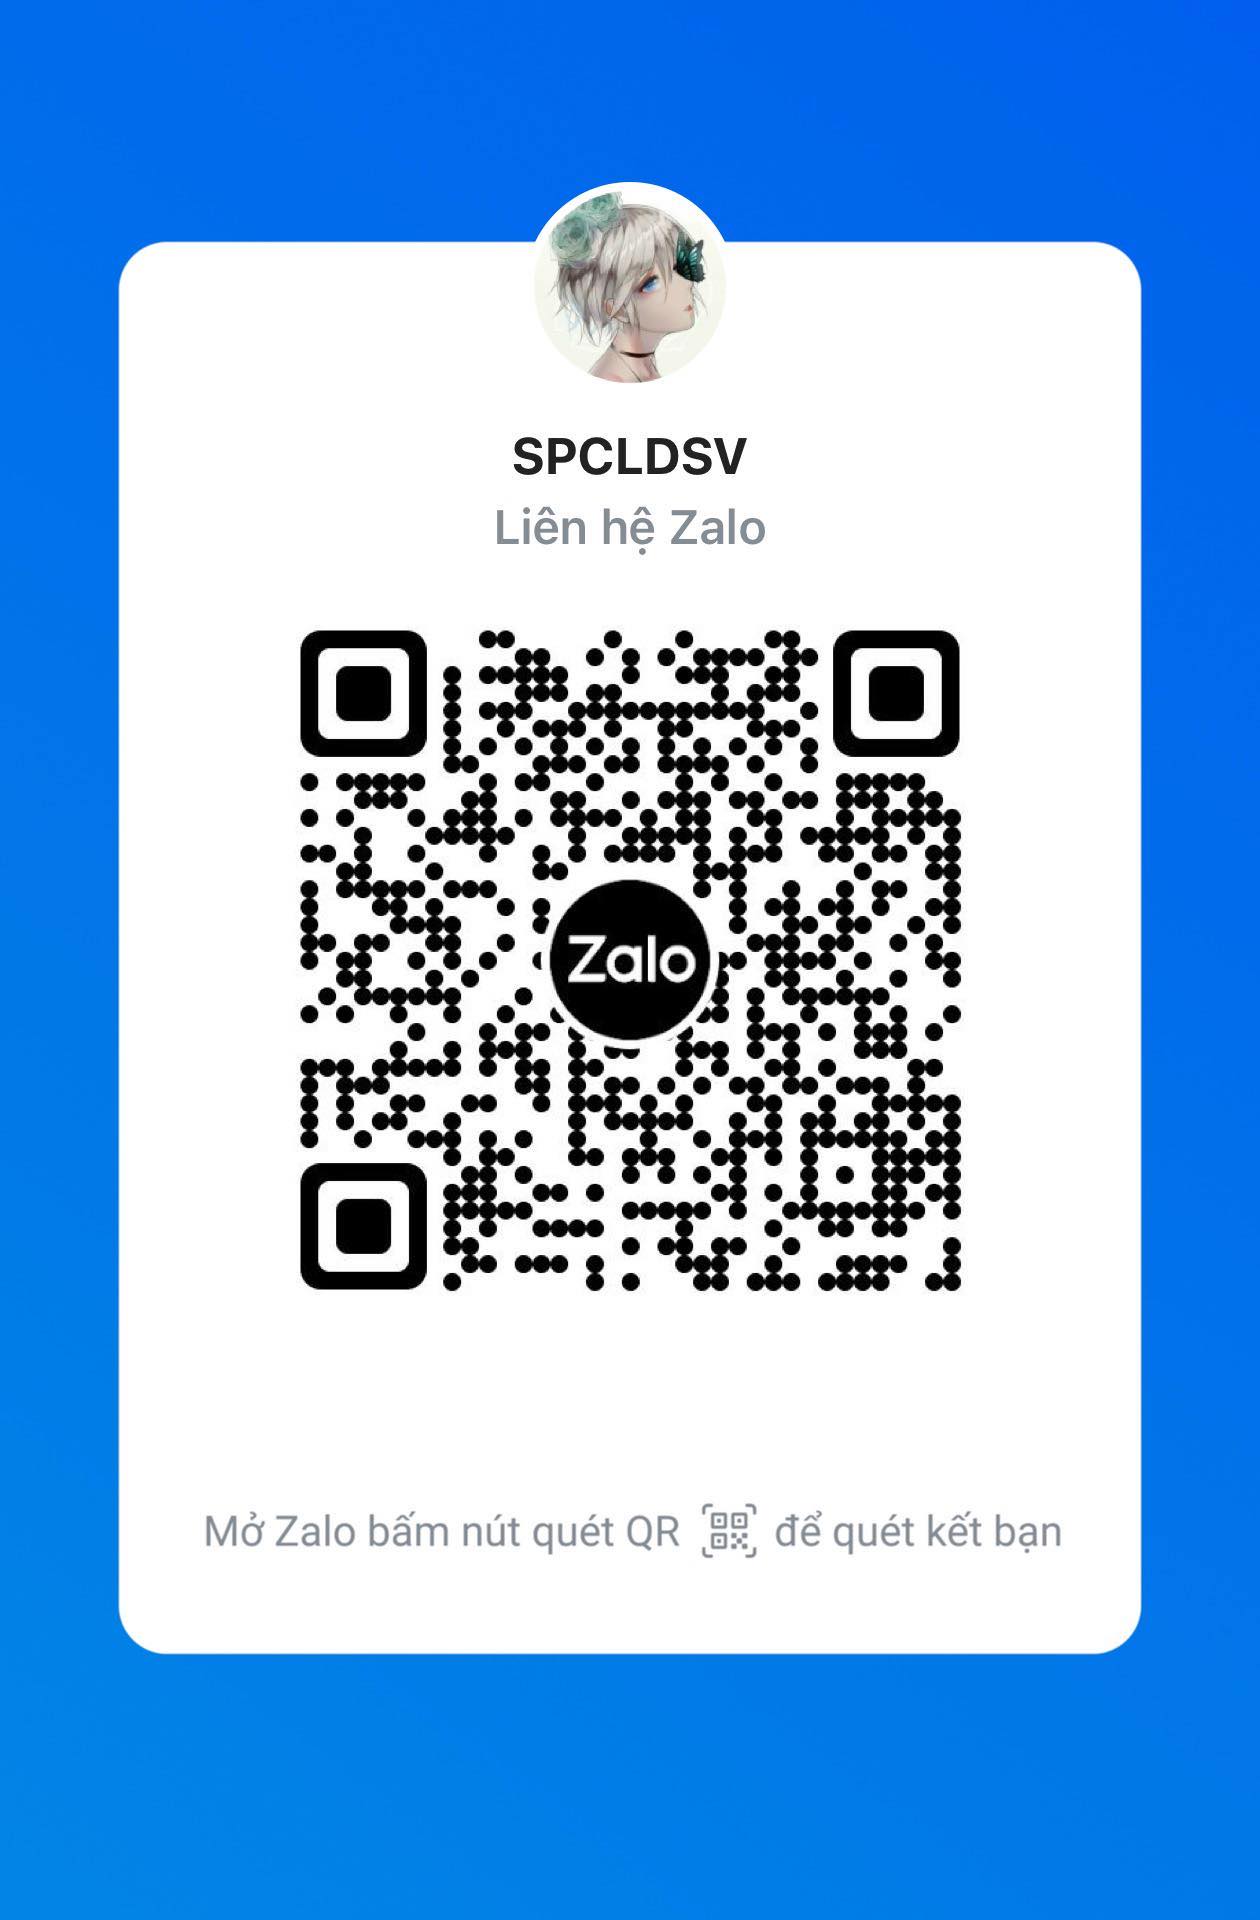 SPCLDSV
Liên hệ Zalo
Zalo
Mở Zalo bấm nút quét QR để quét kết bạn